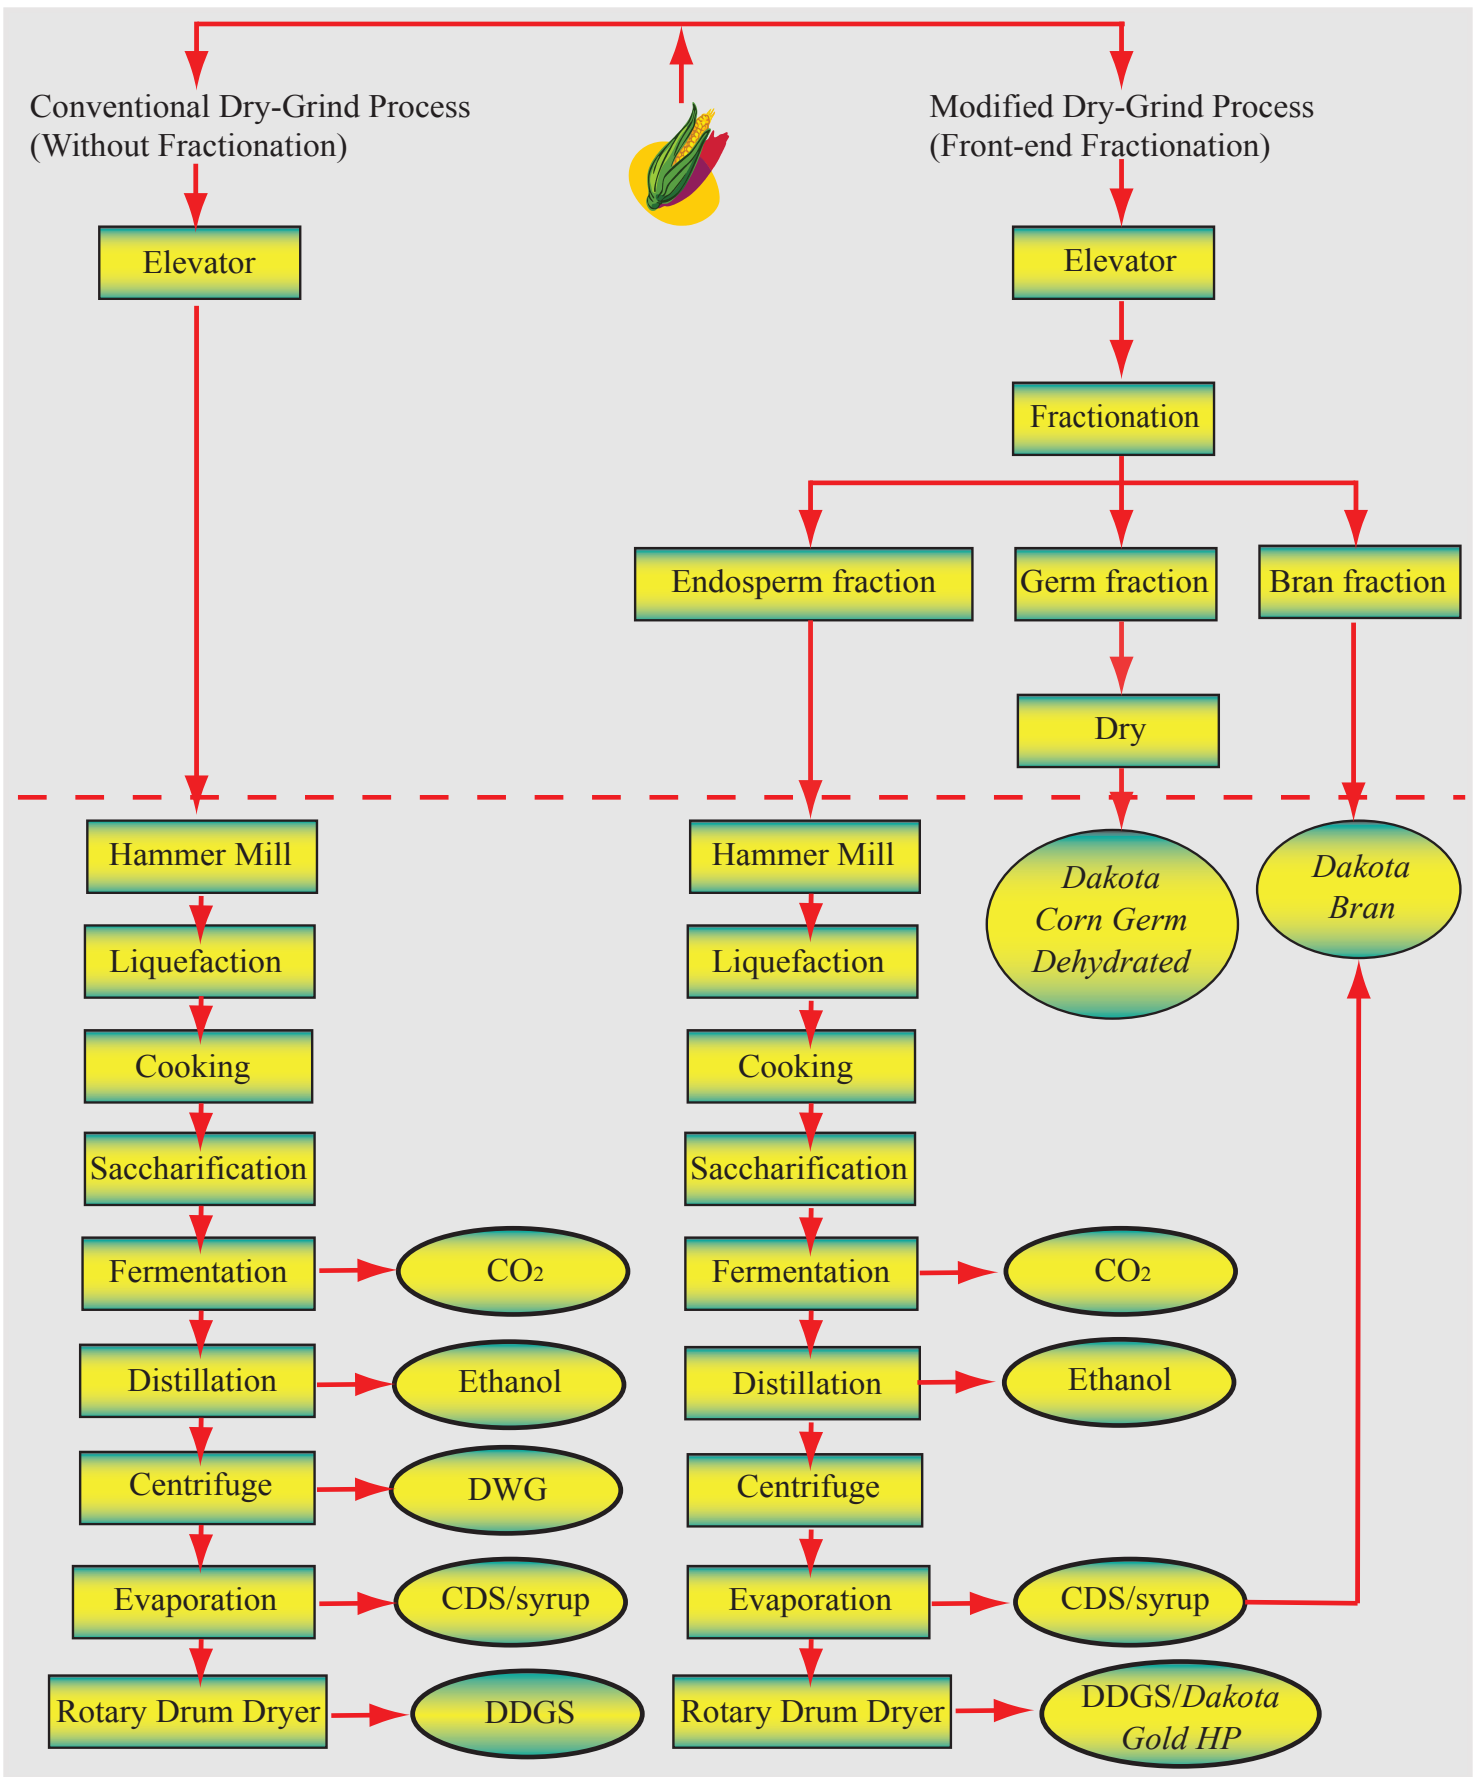 Conventional Dry-Grind Process
(Without Fractionation)
Modified Dry-Grind Process
(Front-end Fractionation)
Elevator
Elevator
Fractionation
Endosperm fraction
Germ fraction
Bran fraction
Dry
Hammer Mill
Hammer Mill
Dakota
Corn Germ
Dehydrated
Dakota
Bran
Liquefaction
Liquefaction
Cooking
Cooking
Saccharification
Saccharification
Fermentation
CO2
Fermentation
CO2
Distillation
Ethanol
Distillation
Ethanol
Centrifuge
DWG
Centrifuge
Evaporation
CDS/syrup
Evaporation
CDS/syrup
Rotary Drum Dryer
DDGS
Rotary Drum Dryer
DDGS/Dakota
Gold HP